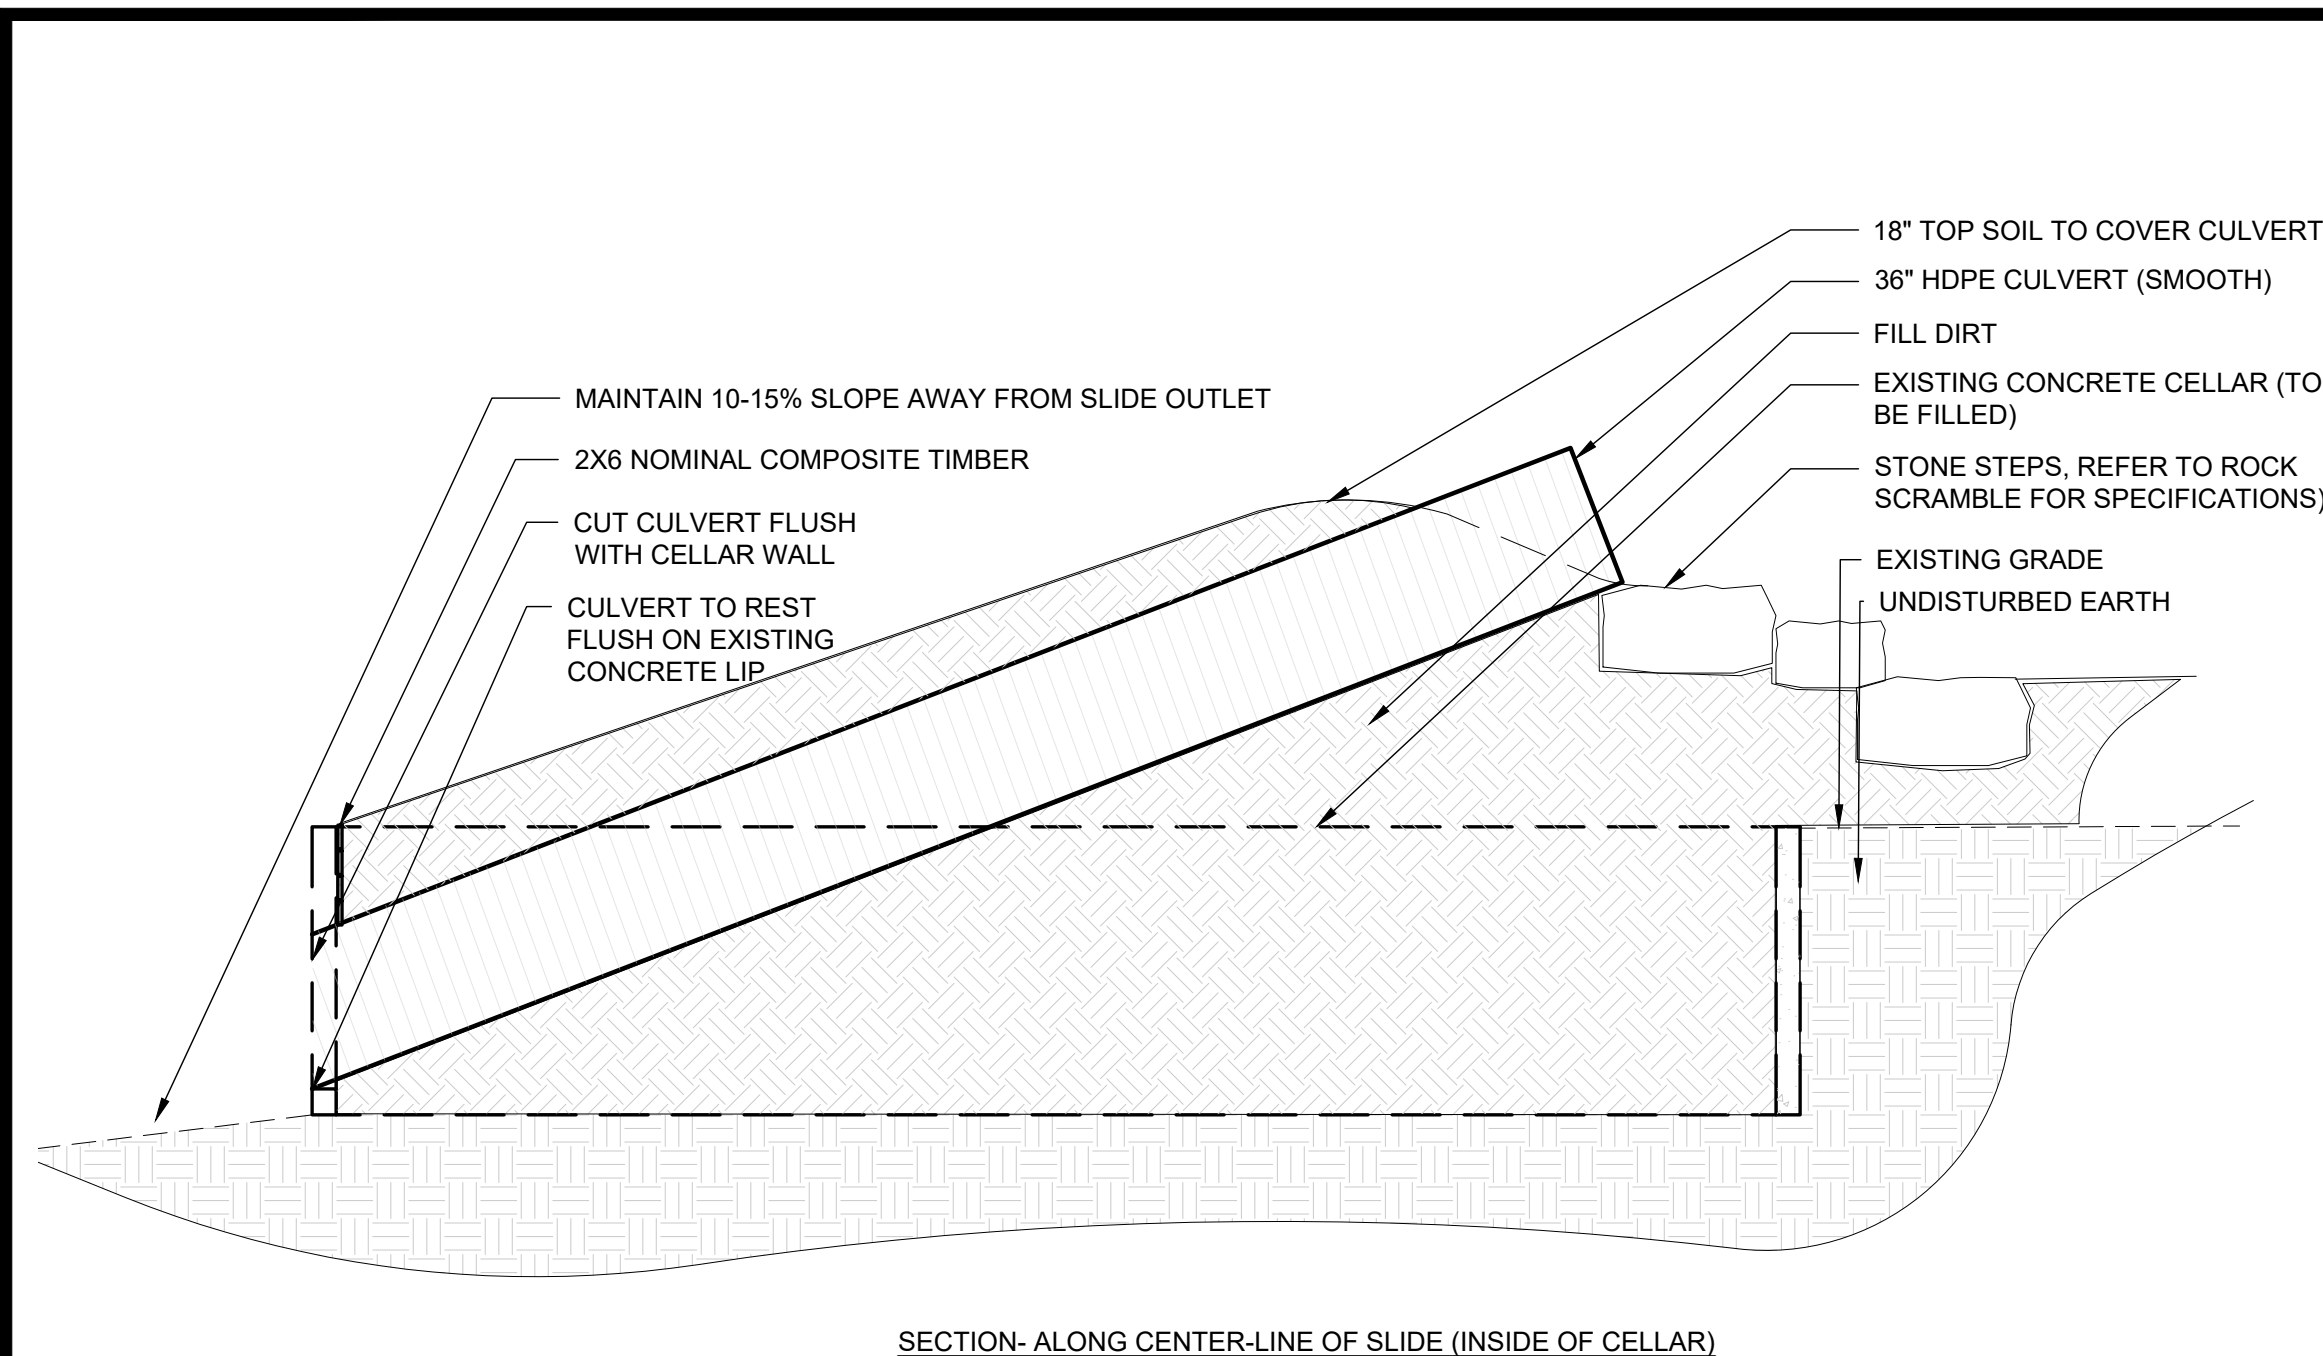 18" TOP SOIL TO COVER CULVERT
36" HDPE CULVERT (SMOOTH)
FILL DIRT
EXISTING CONCRETE CELLAR (TO
BE FILLED)
STONE STEPS, REFER TO ROCK
SCRAMBLE FOR SPECIFICATIONS)
EXISTING GRADE
UNDISTURBED EARTH
MAINTAIN 10-15% SLOPE AWAY FROM SLIDE OUTLET
2X6 NOMINAL COMPOSITE TIMBER
CUT CULVERT FLUSH
WITH CELLAR WALL
CULVERT TO REST
FLUSH ON EXISTING
CONCRETE LIP
SECTION- ALONG CENTER-LINE OF SLIDE (INSIDE OF CELLAR)